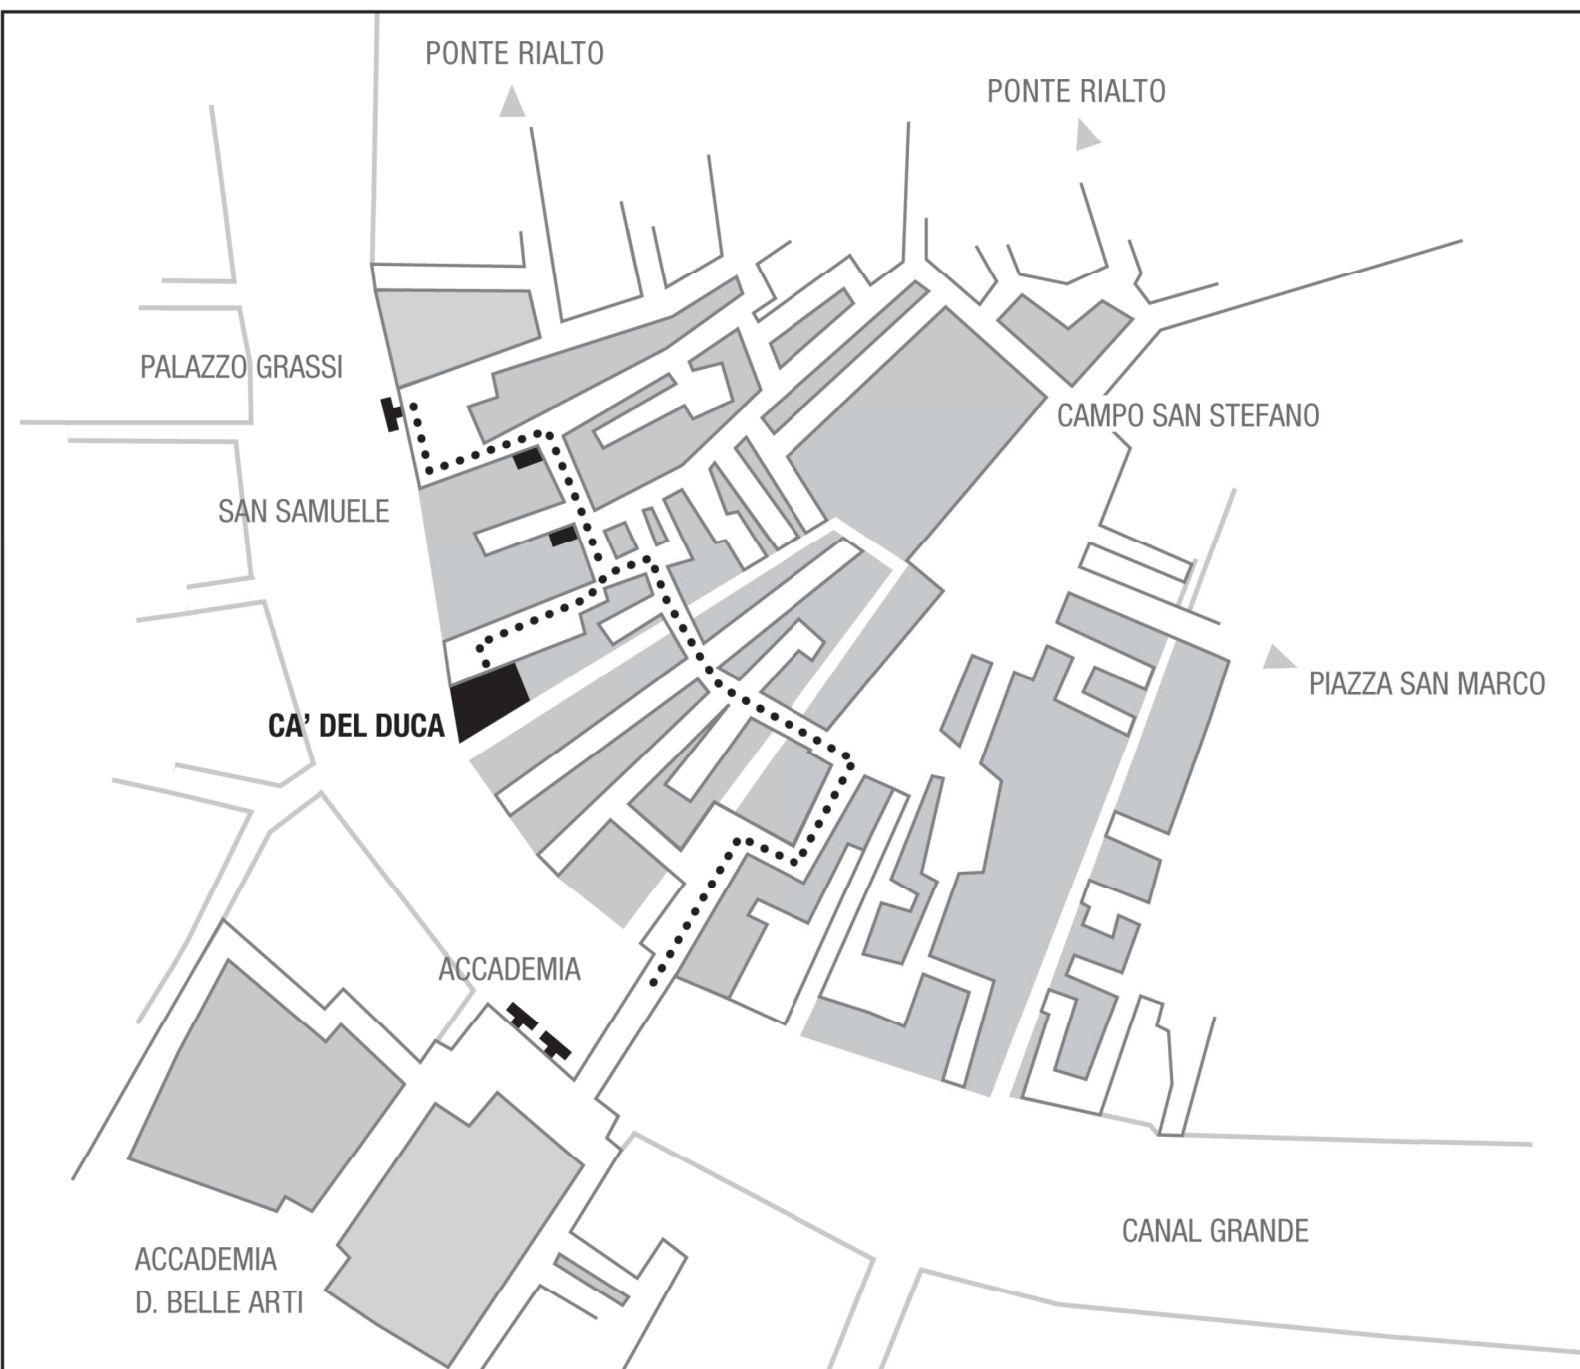 PONTE RIALTO
PONTE RIALTO
PALAZZO GRASSI
CAMPO SAN STEFANO
SAN SAMUELE
PIAZZA SAN MARCO
CA' DEL DUCA
ACCADEMIA
CANAL GRANDE
ACCADEMIA
D. BELLE ARTI